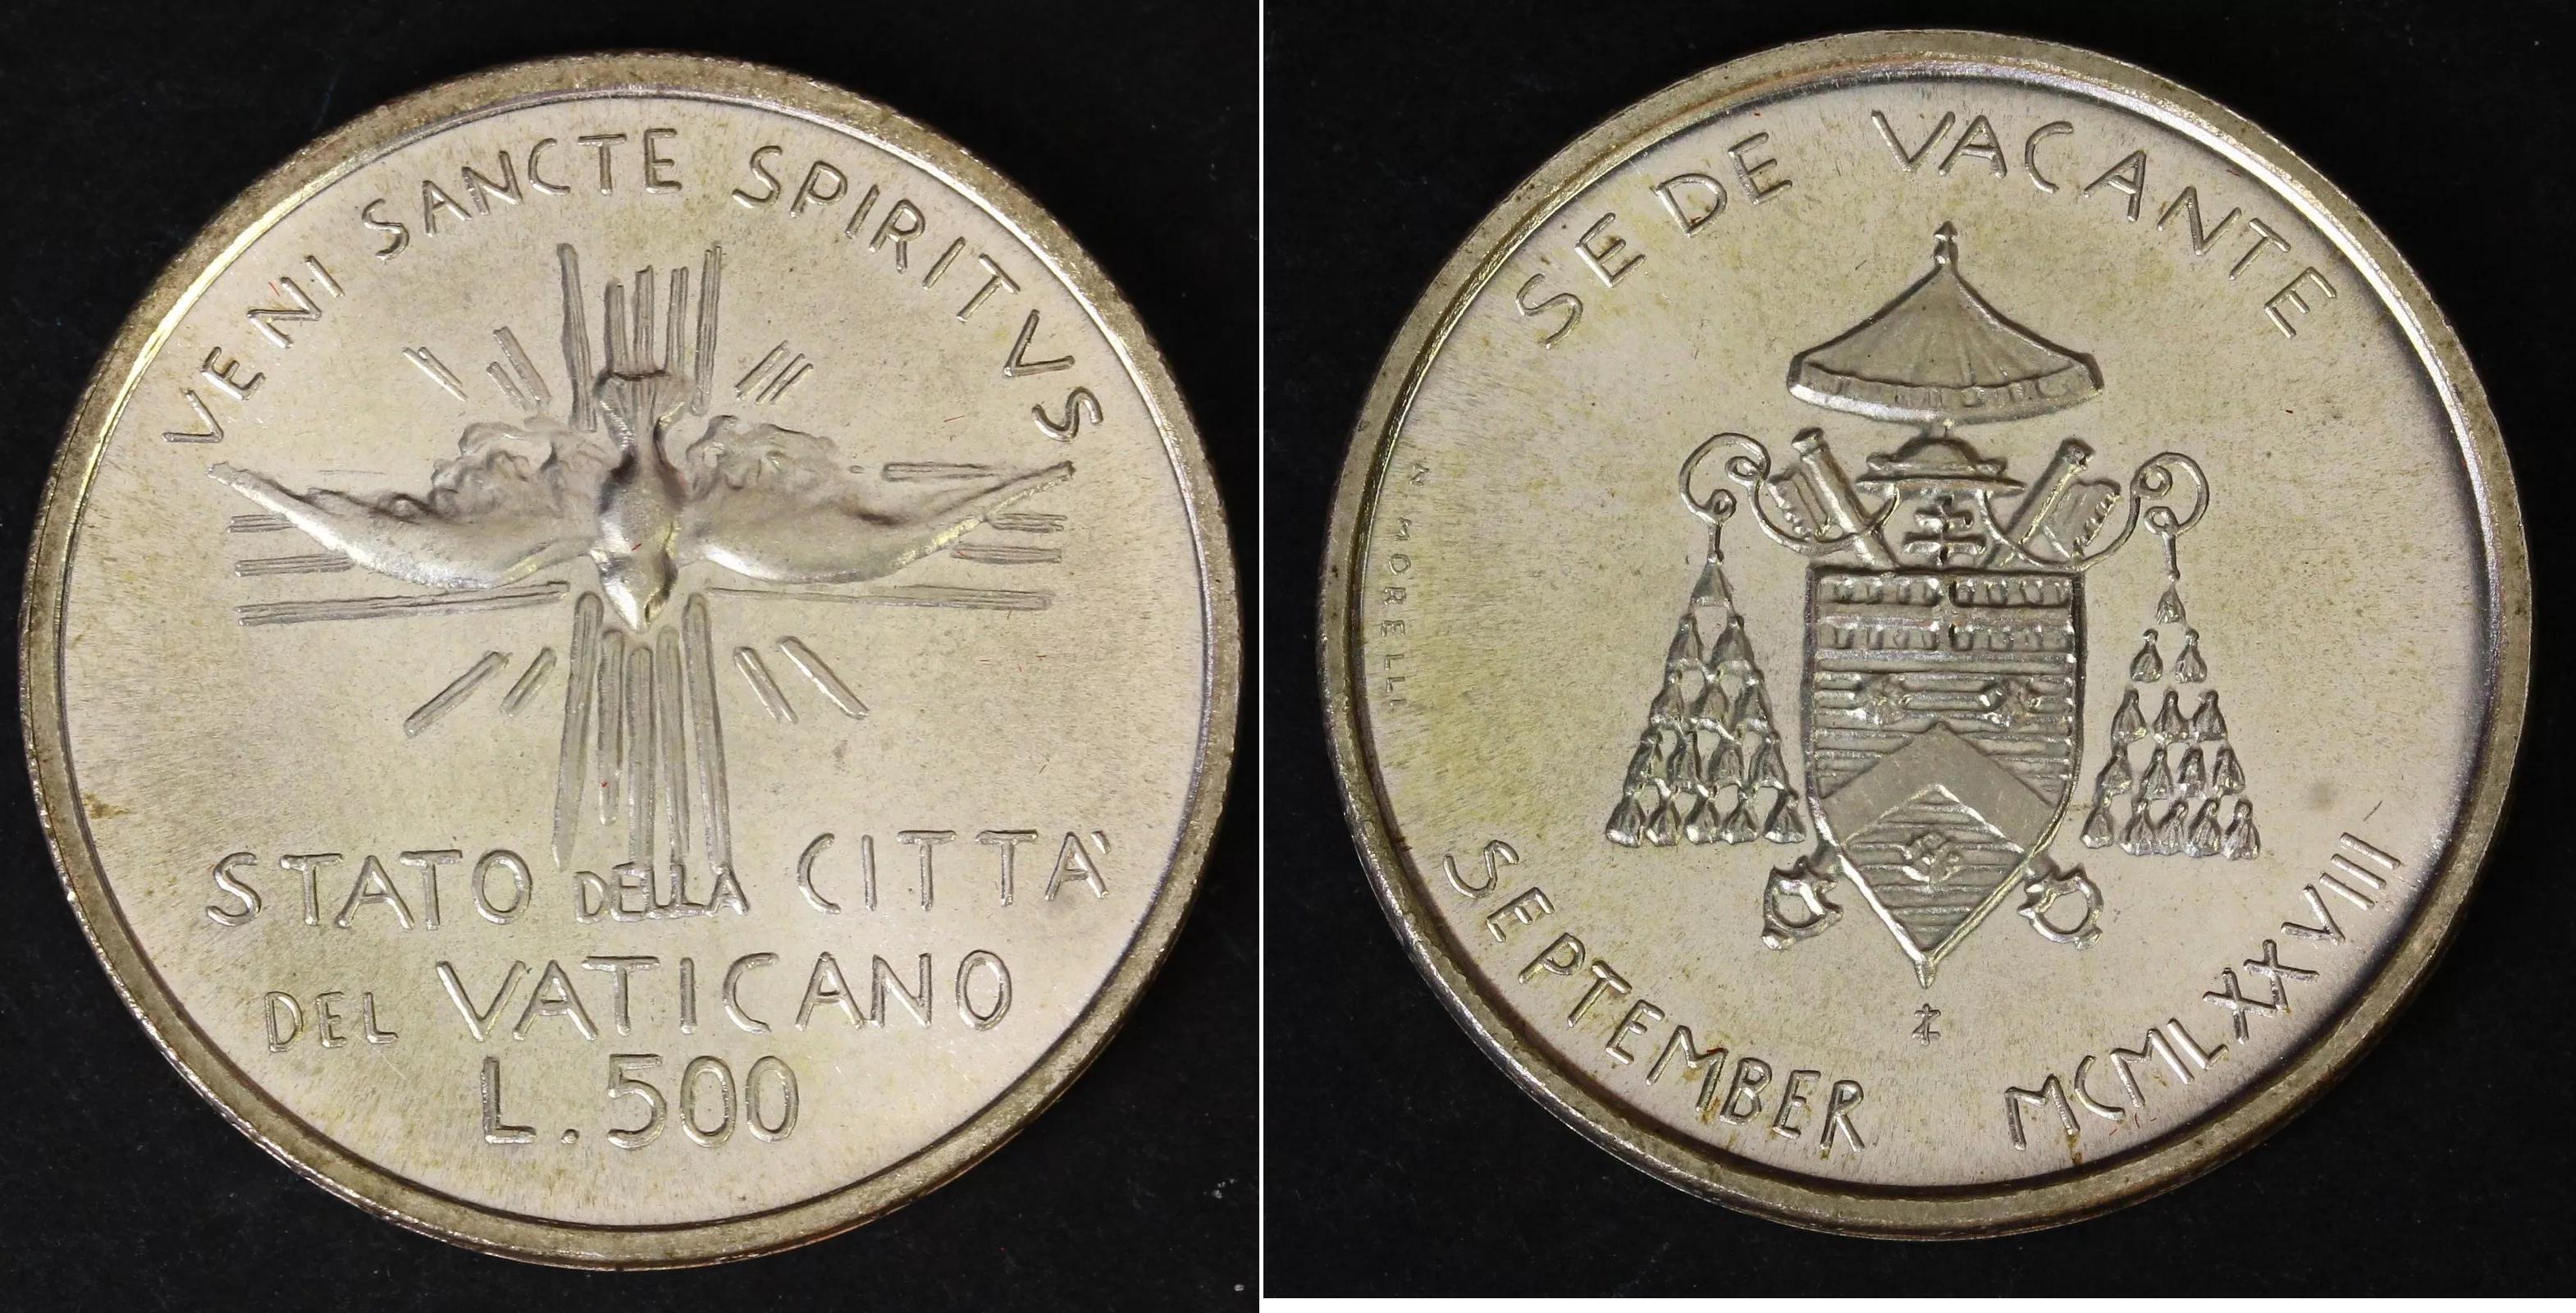 VENI SANCTE SPIRITVS
STATO DELLA CITTA'
DEL VATICANO
L. 500
SEDE VACANTE
N. MORELLI
SEPTEMBER MCMLXXVIII